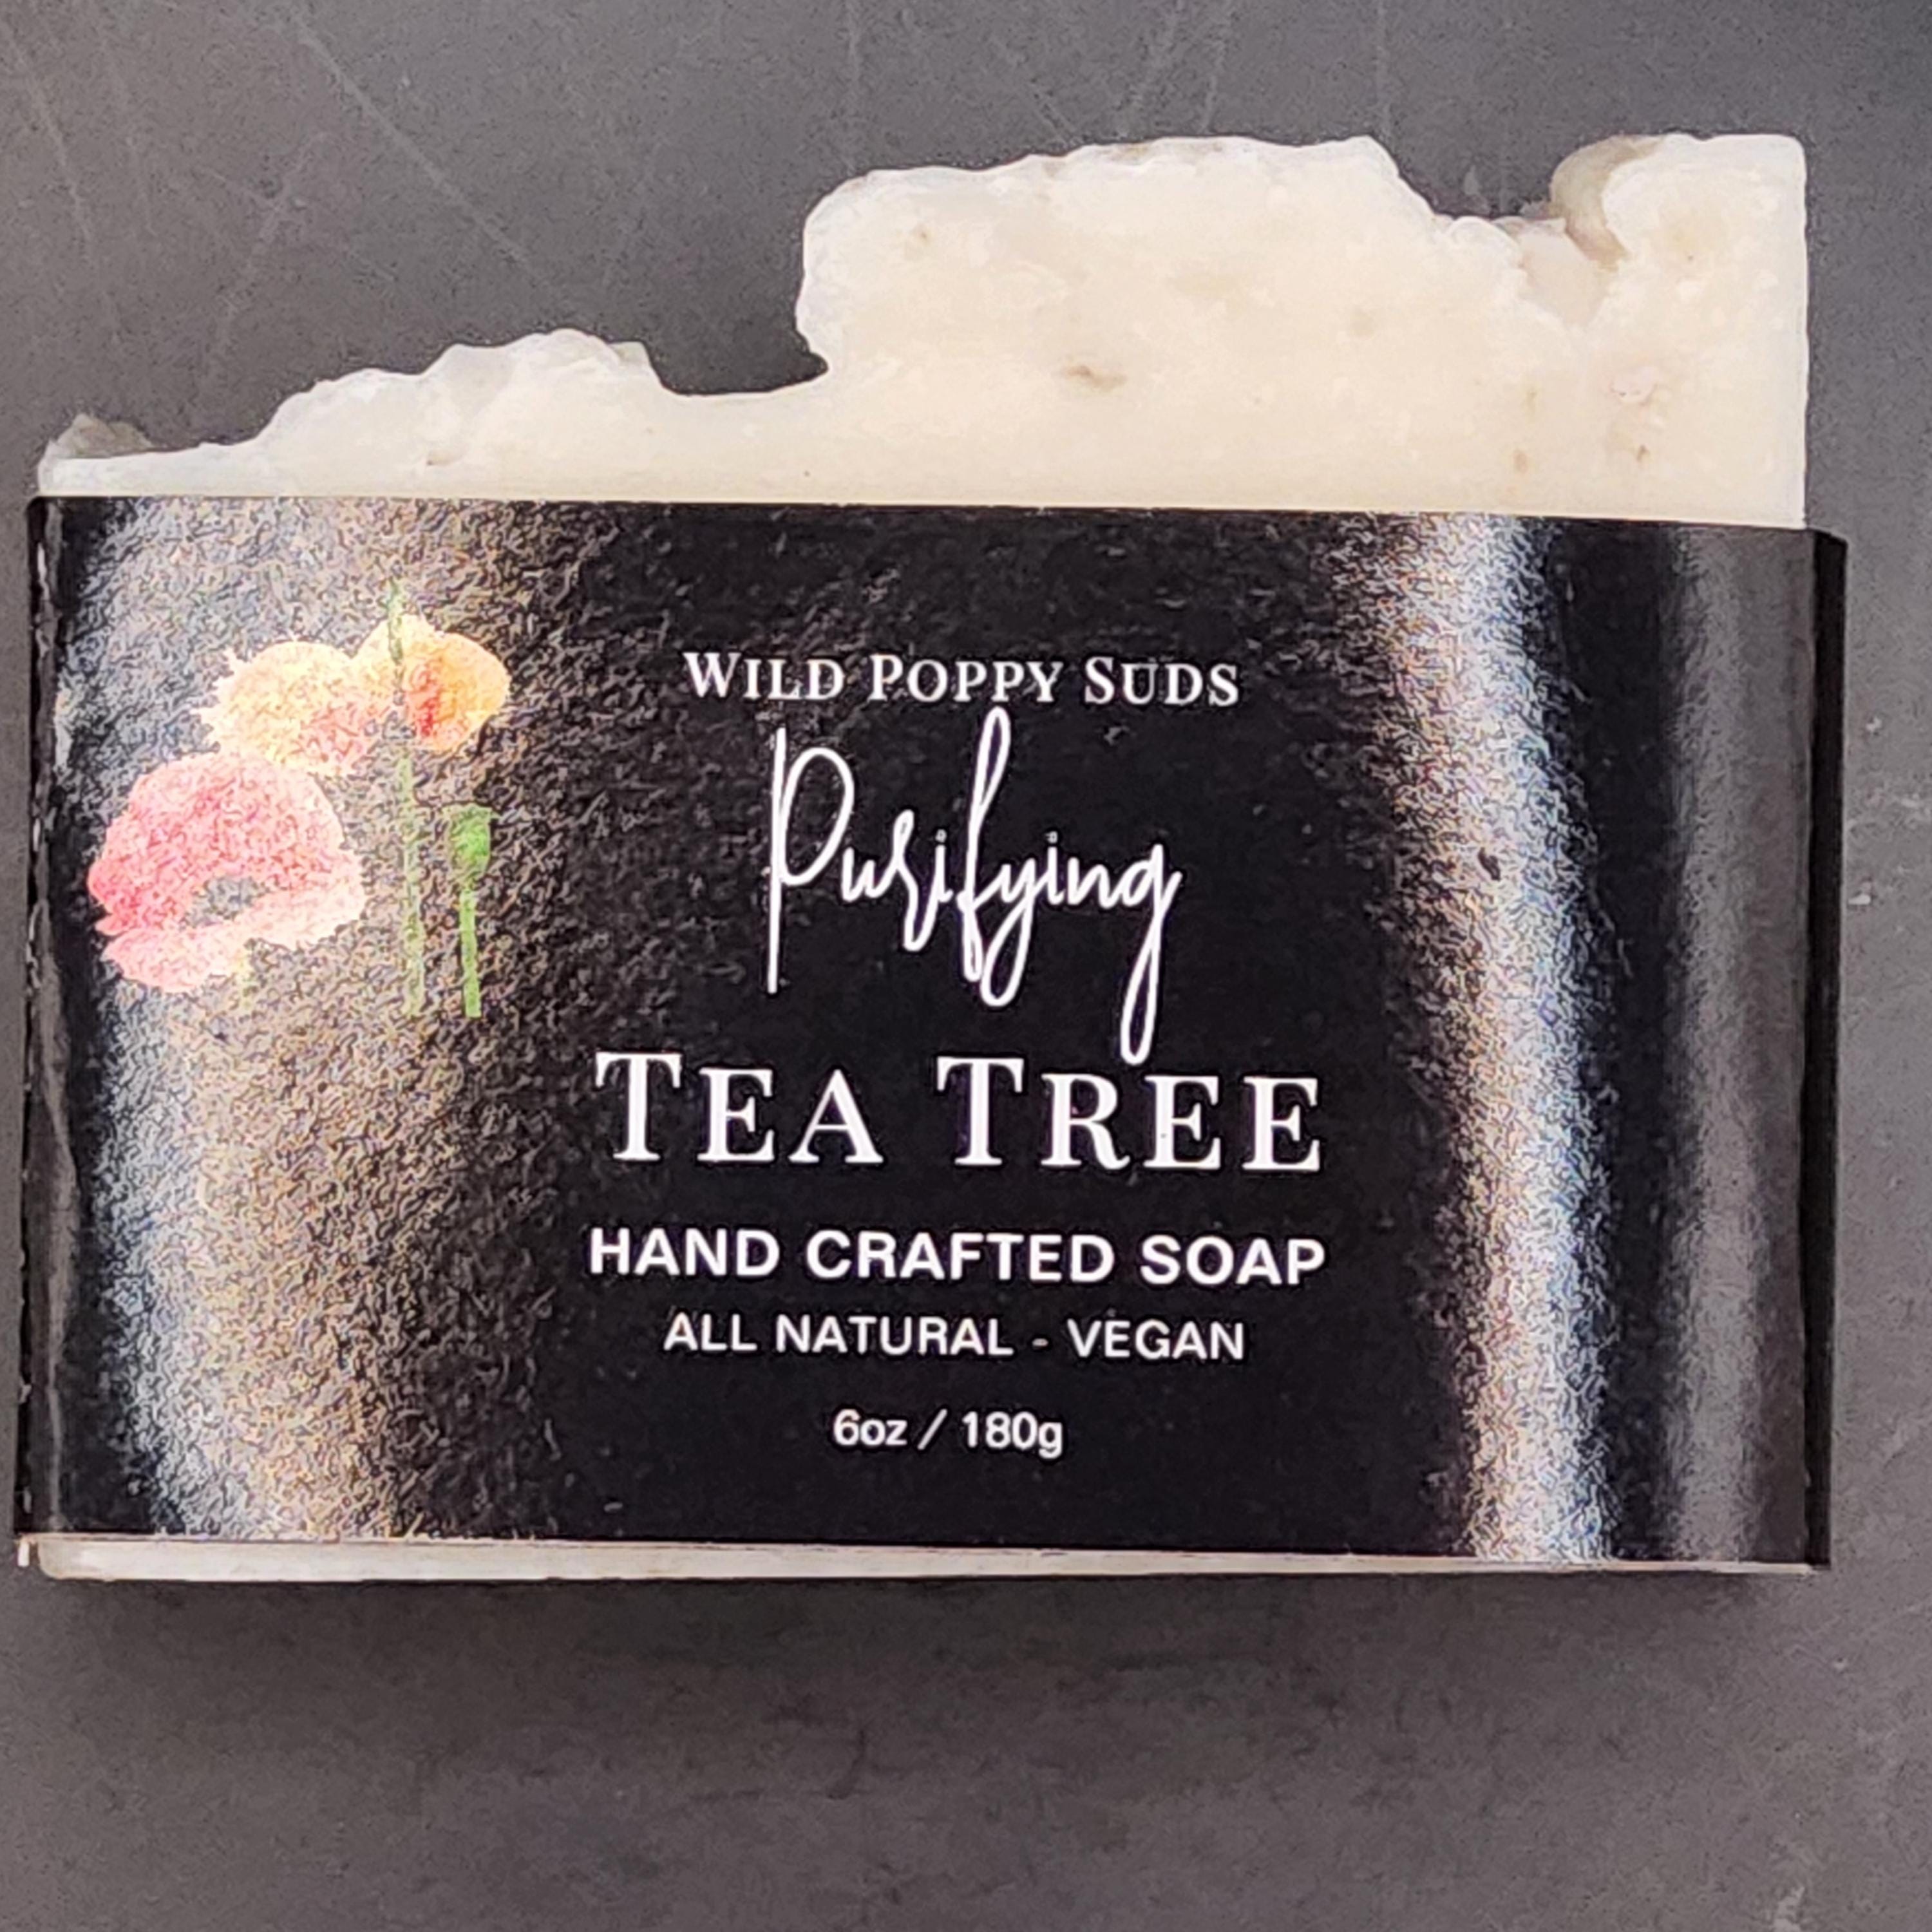 WILD POPPY SUDS
Purifying
TEA TREE
HAND CRAFTED SOAP
ALL NATURAL - VEGAN
6oz / 180g